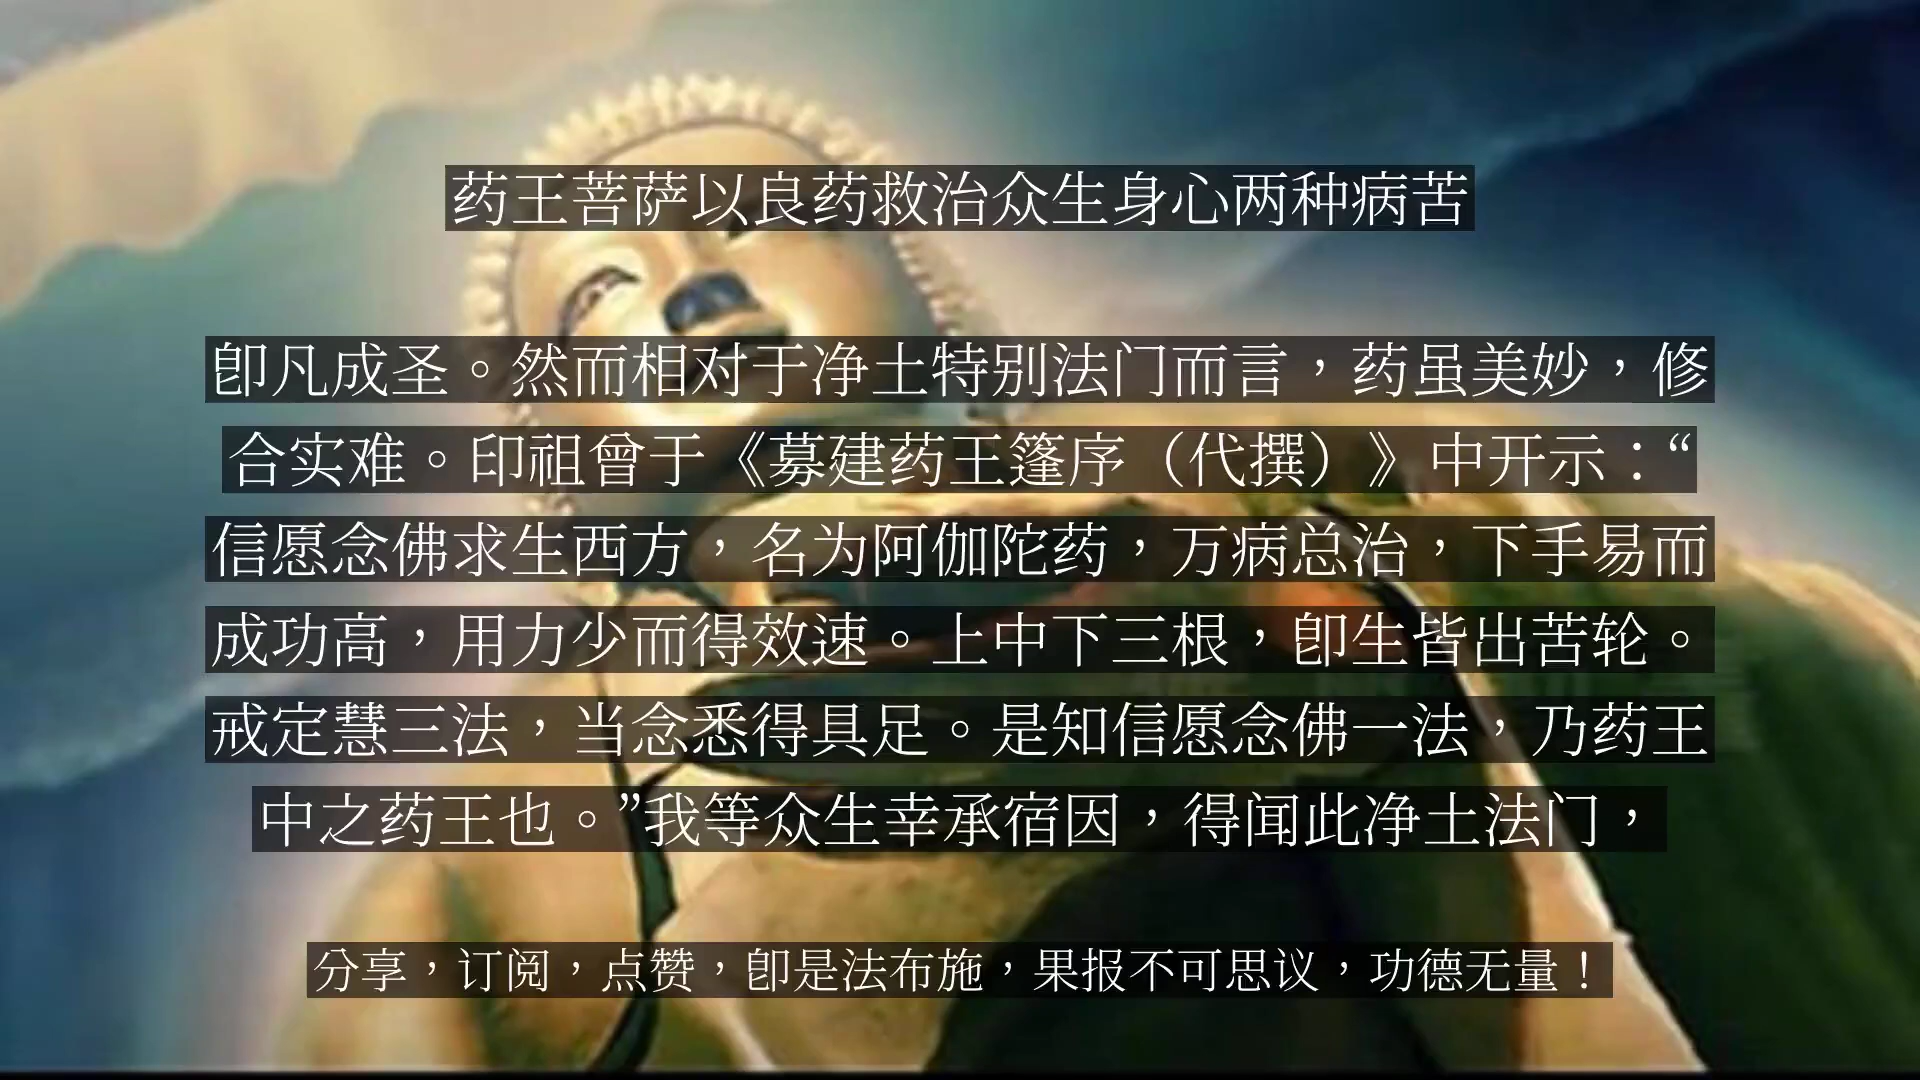 药王菩萨以良药救治众生身心两种病苦
即凡成圣。然而相对于净土特别法门而言，药虽美妙，修
合实难。印祖曾于《募建药王篷序（代撰）》中开示：“
信愿念佛求生西方，名为阿伽陀药，万病总治，下手易而
成功高，用力少而得效速。上中下三根，即生皆出苦轮。
戒定慧三法，当念悉得具足。是知信愿念佛一法，乃药王
中之药王也。”我等众生幸承宿因，得闻此净土法门，
分享，订阅，点赞，即是法布施，果报不可思议，功德无量！